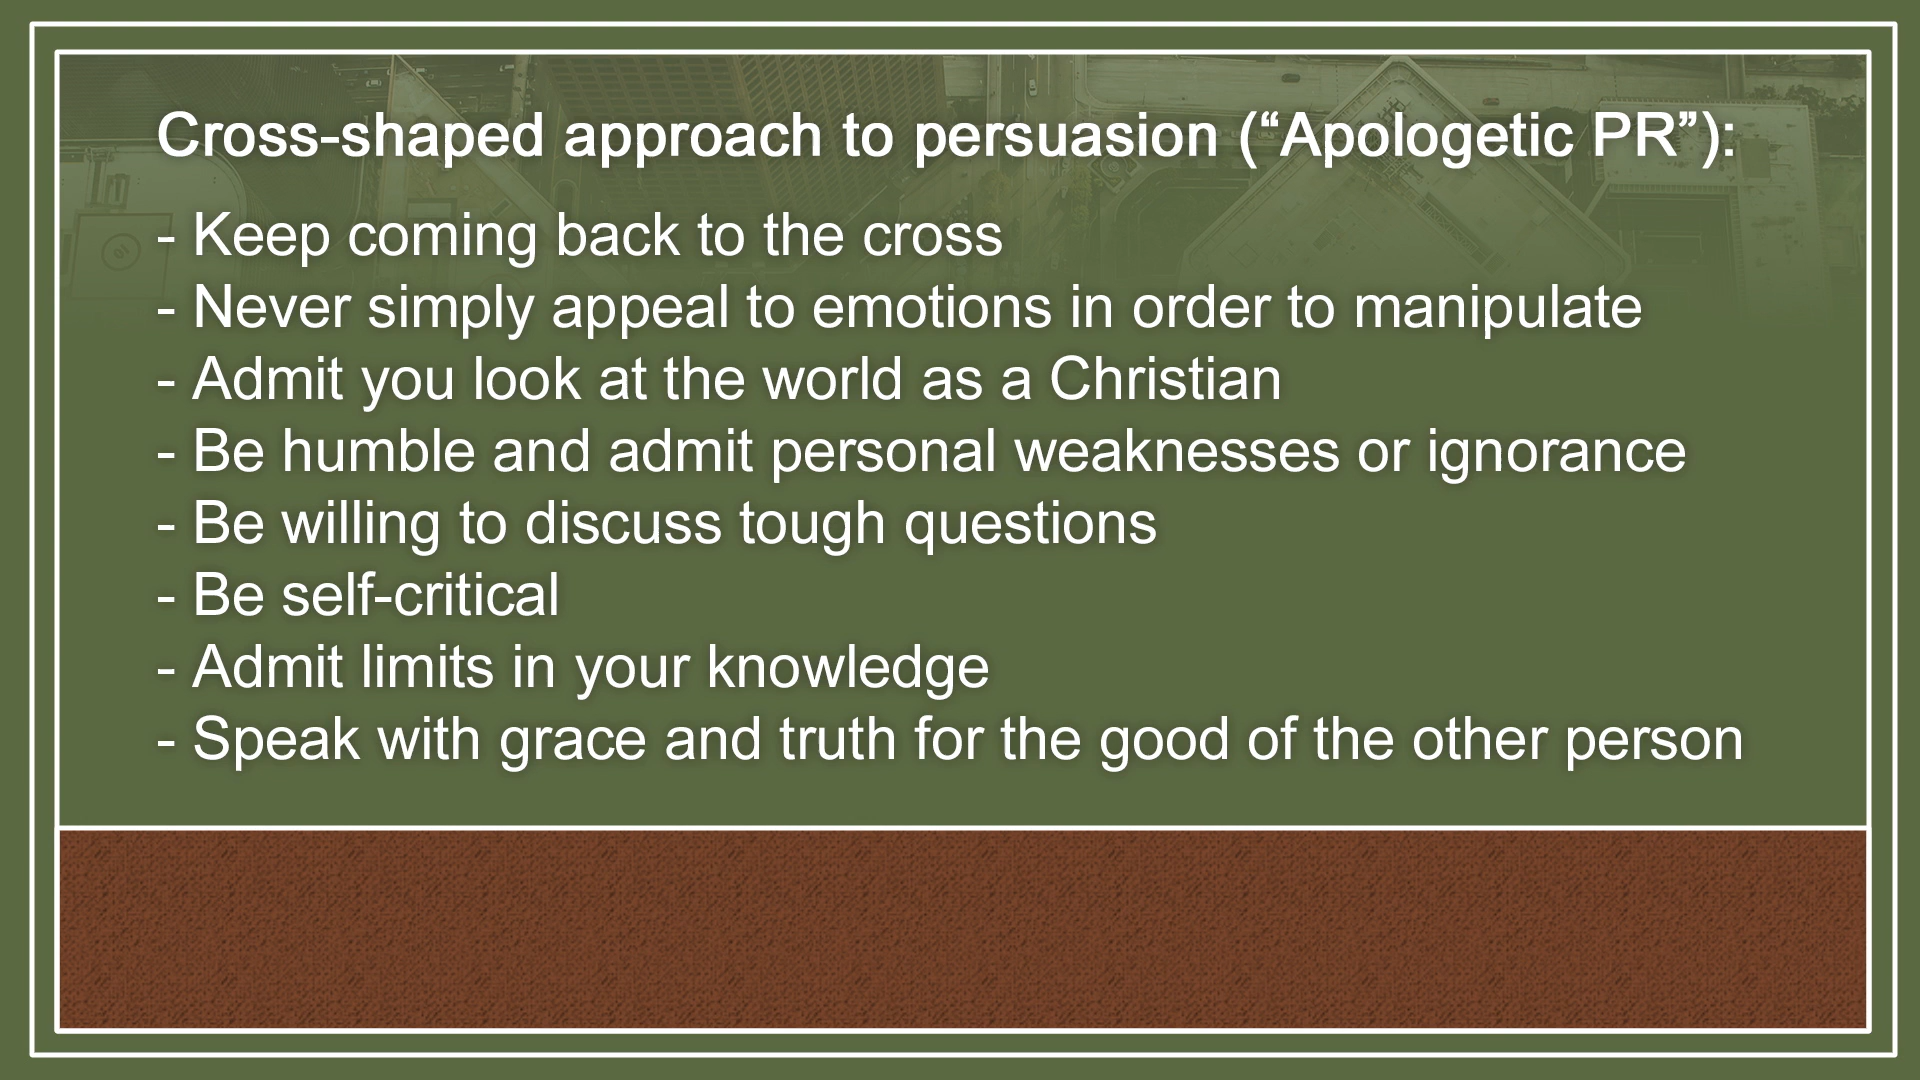 Cross-shaped approach to persuasion (“Apologetic PR”):
- Keep coming back to the cross
- Never simply appeal to emotions in order to manipulate
- Admit you look at the world as a Christian
- Be humble and admit personal weaknesses or ignorance
- Be willing to discuss tough questions
- Be self-critical
- Admit limits in your knowledge
- Speak with grace and truth for the good of the other person